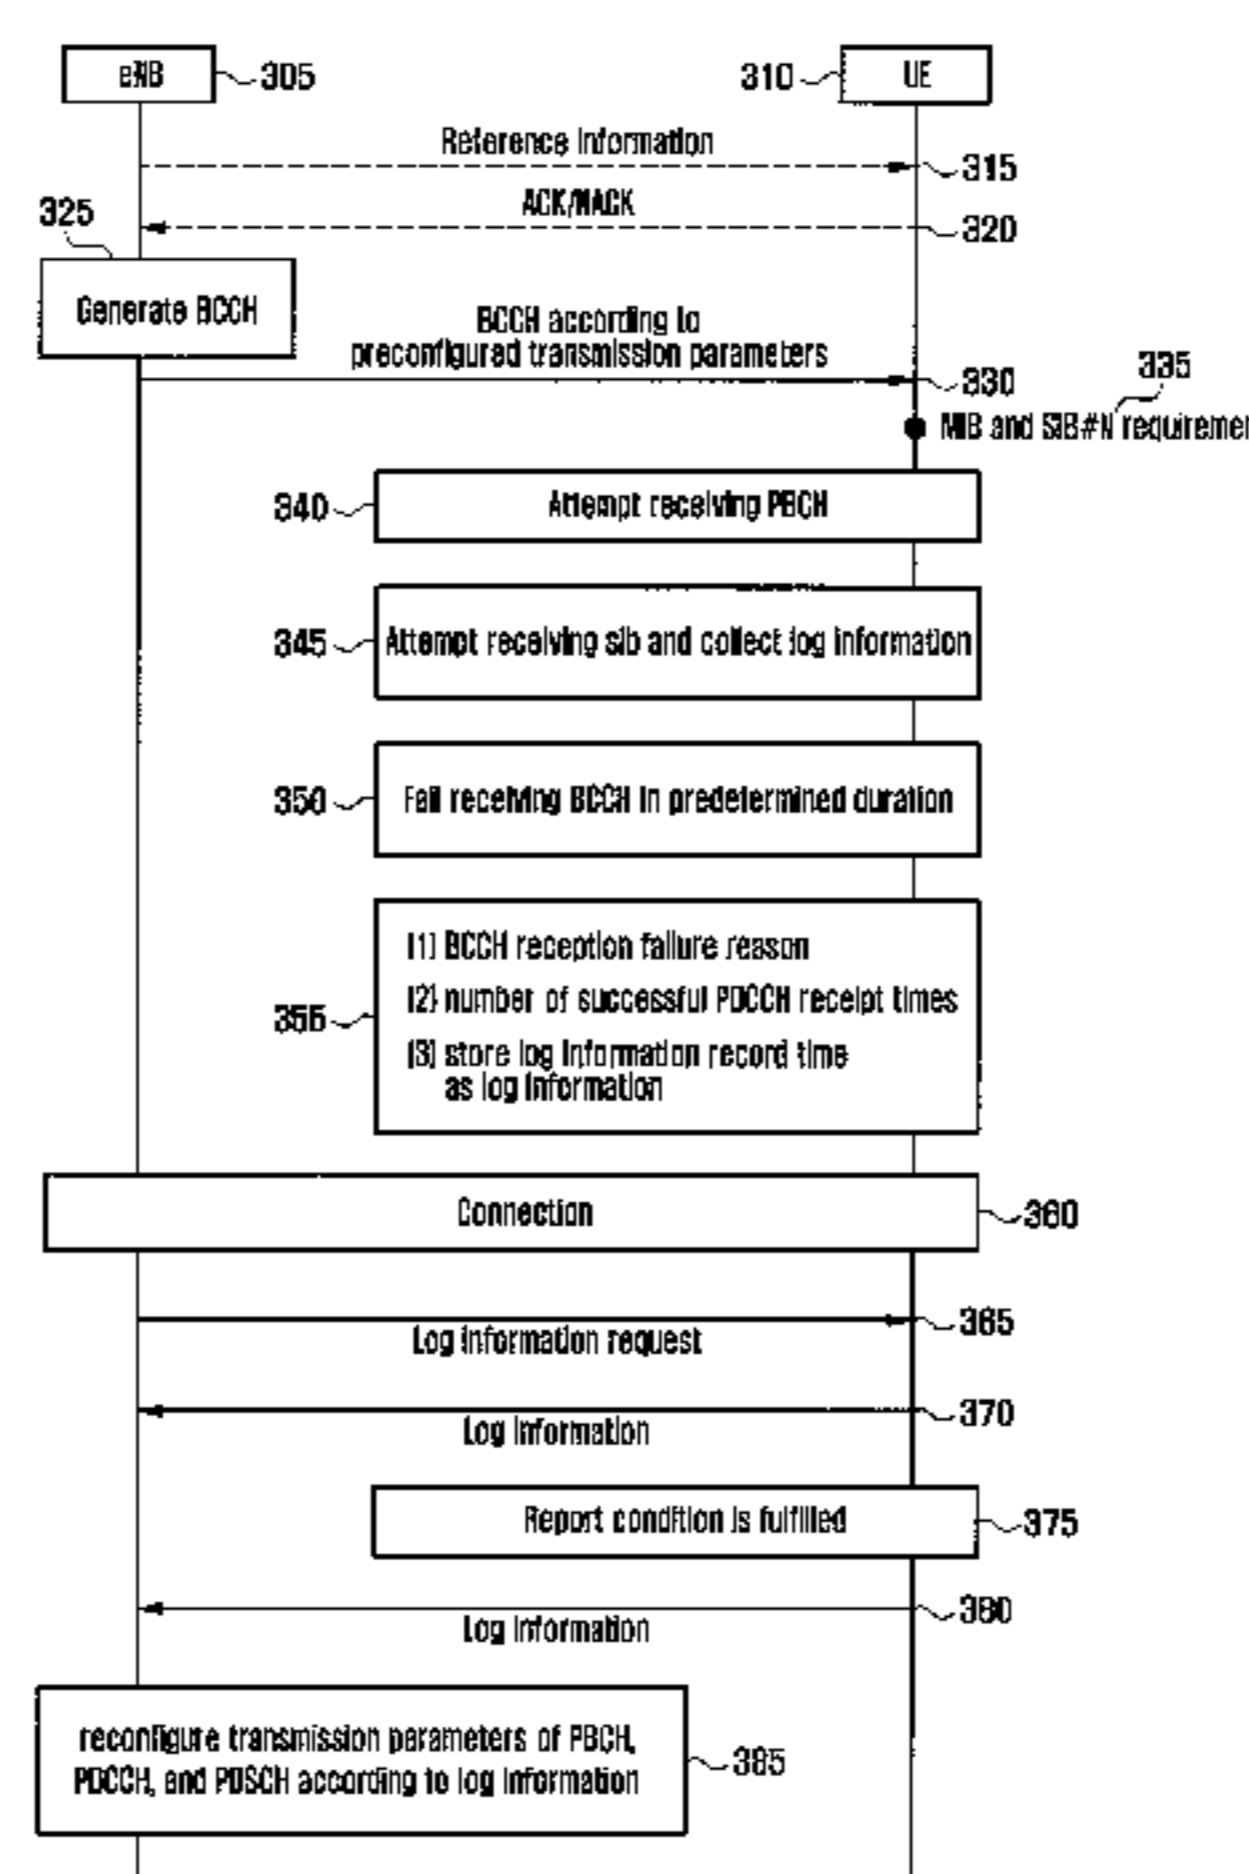 eNB 305
310 UE
Reference information
315
ACK/NACK
320
325
Generate BCCH
BCCH according to
preconfigured transmission parameters
330
335
MIB and SIB#N
340 Attempt receiving PBCH
345 Attempt receiving sib and collect log information
350 Fail receiving BCCH in predetermined duration
355
(1) BCCH reception failure reason
(2) number of successful PDCCH receipt times
(3) store log information record time
as log information
Connection 360
365
Log information request
370
Log information
Report condition is fulfilled 375
380
Log information
reconfigure transmission parameters of PBCH,
PDCCH, and PDSCH according to log information
385